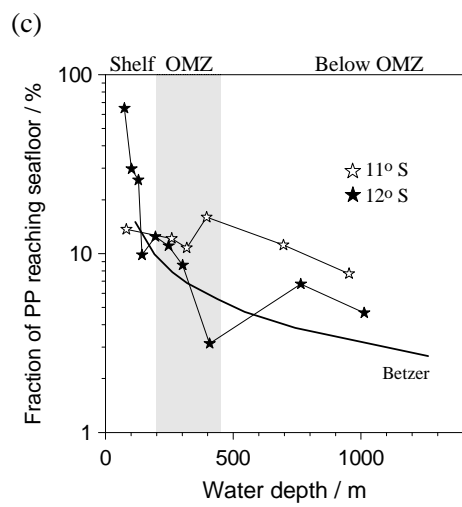 (c)
Shelf OMZ Below OMZ
100
11° S
12° S
10
Betzer
1
0 500 1000
Fraction of PP reaching seafloor / %
Water depth / m